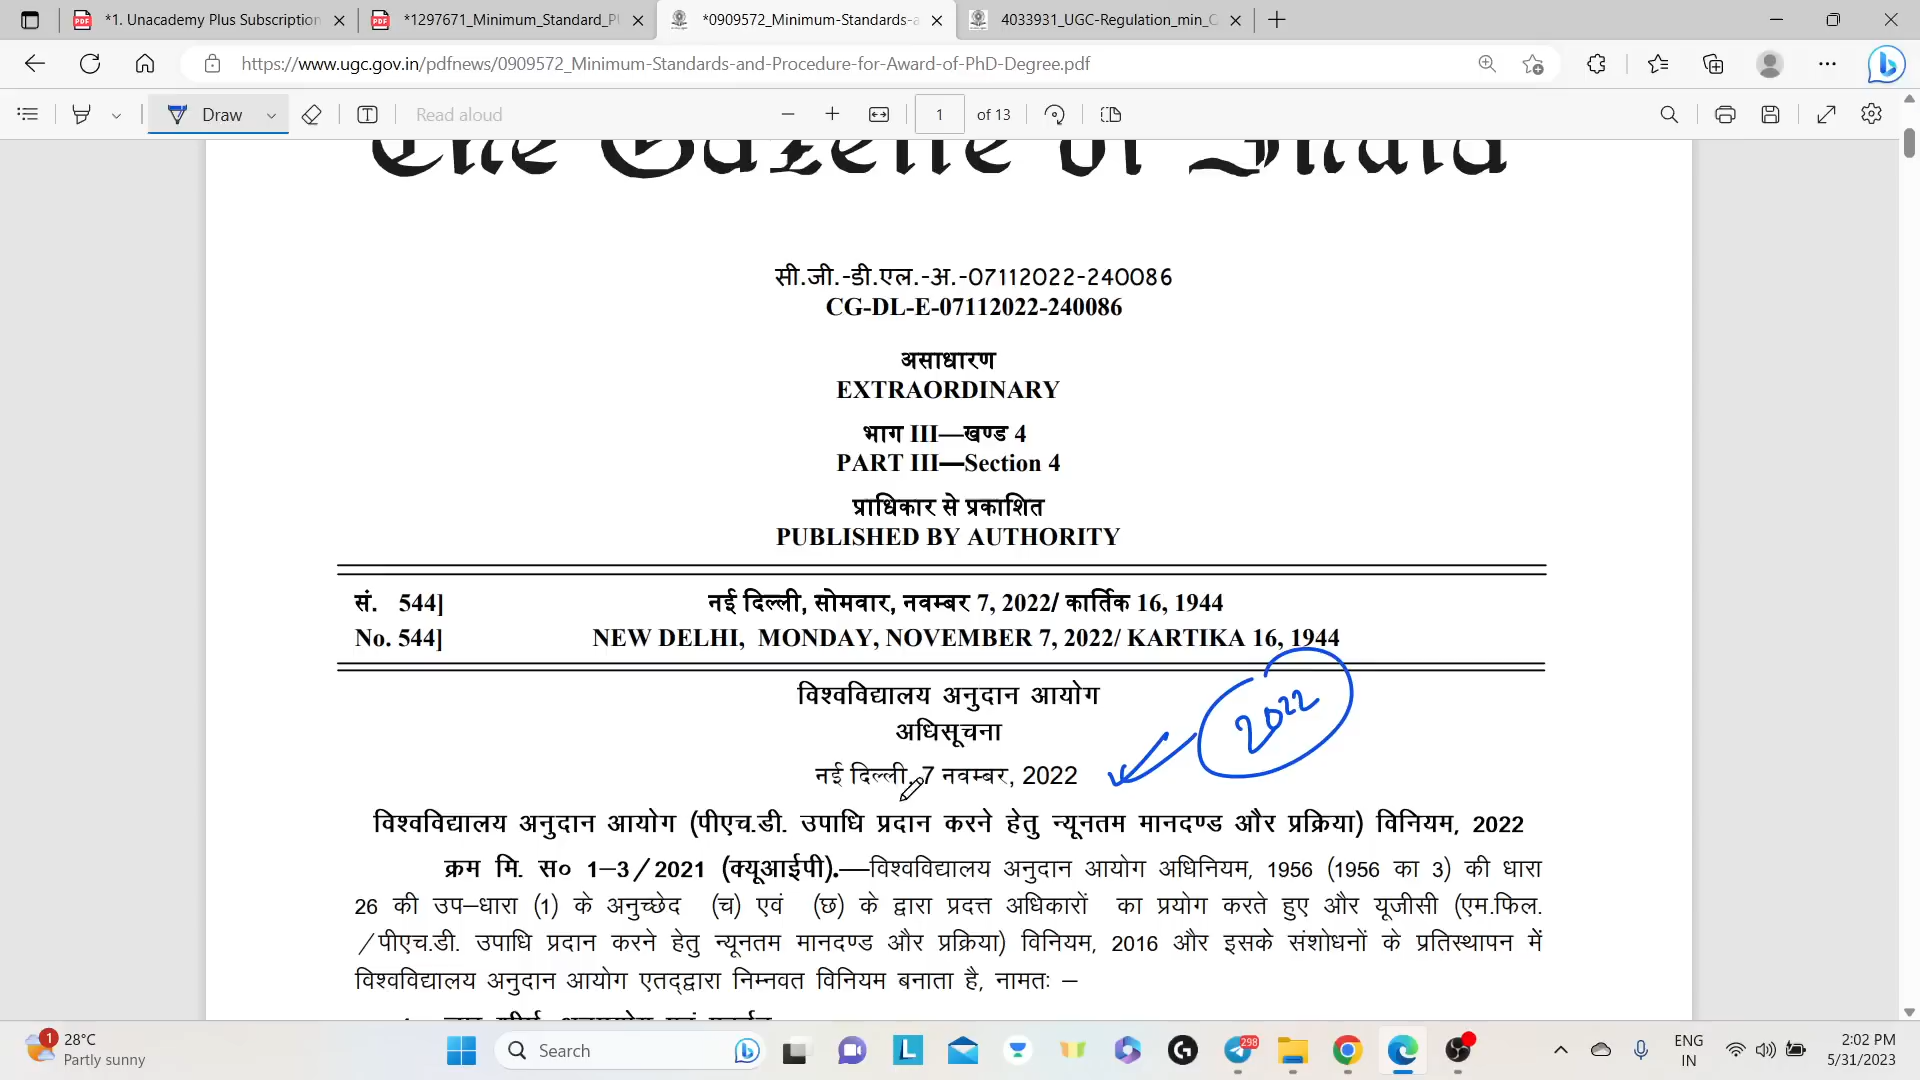 *1. Unacademy Plus Subscription
*1297671_Minimum_Standard_P
*0909572_Minimum-Standards-a
4033931_UGC-Regulation_min_C
https://www.ugc.gov.in/pdfnews/0909572_Minimum-Standards-and-Procedure-for-Award-of-PhD-Degree.pdf
Draw
Read aloud
1 of 13
The Gazette of India
सी.जी.-डी.एल.-अ.-07112022-240086
CG-DL-E-07112022-240086
असाधारण
EXTRAORDINARY
भाग III—खण्ड 4
PART III—Section 4
प्राधिकार से प्रकाशित
PUBLISHED BY AUTHORITY
सं. 544] नई दिल्ली, सोमवार, नवम्बर 7, 2022/ कार्तिक 16, 1944
No. 544] NEW DELHI, MONDAY, NOVEMBER 7, 2022/ KARTIKA 16, 1944
विश्वविद्यालय अनुदान आयोग
2022
अधिसूचना
नई दिल्ली, 7 नवम्बर, 2022
विश्वविद्यालय अनुदान आयोग (पीएच.डी. उपाधि प्रदान करने हेतु न्यूनतम मानदण्ड और प्रक्रिया) विनियम, 2022
क्रम मि. स० 1–3/2021 (क्यूआईपी).—विश्वविद्यालय अनुदान आयोग अधिनियम, 1956 (1956 का 3) की धारा
26 की उप–धारा (1) के अनुच्छेद (च) एवं (छ) के द्वारा प्रदत्त अधिकारों का प्रयोग करते हुए और यूजीसी (एम.फिल.
/पीएच.डी. उपाधि प्रदान करने हेतु न्यूनतम मानदण्ड और प्रक्रिया) विनियम, 2016 और इसके संशोधनों के प्रतिस्थापन में
विश्वविद्यालय अनुदान आयोग एतद्द्वारा निम्नवत विनियम बनाता है, नामतः –
1
28°C
Partly sunny
Search
298
ENG
IN
2:02 PM
5/31/2023